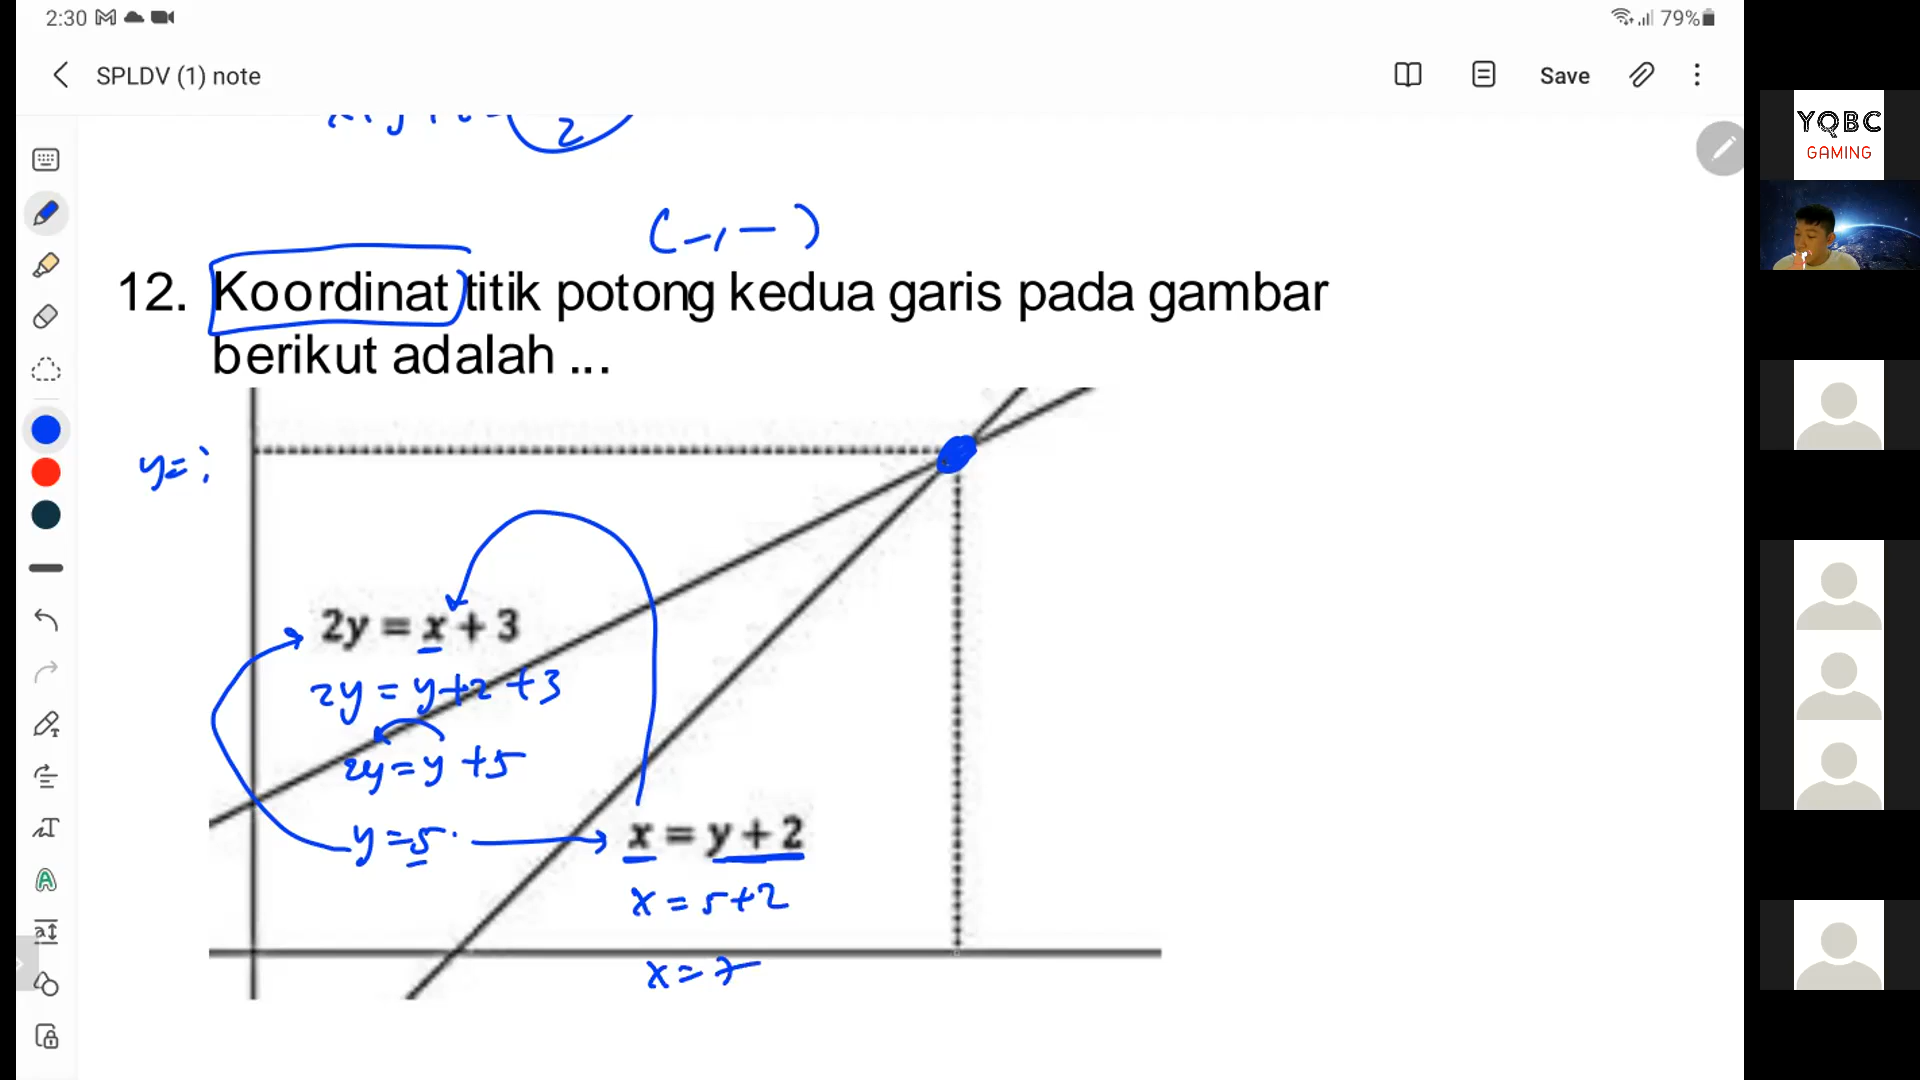 2:30
79%
SPLDV (1) note
Save
YQBC
GAMING
2
( -, - )
12. Koordinat titik potong kedua garis pada gambar
berikut adalah ...
y= ;
2y = x + 3
2y = y+2 +3
2y = y +5
y = 5
x = y + 2
x = 5+2
x = 7